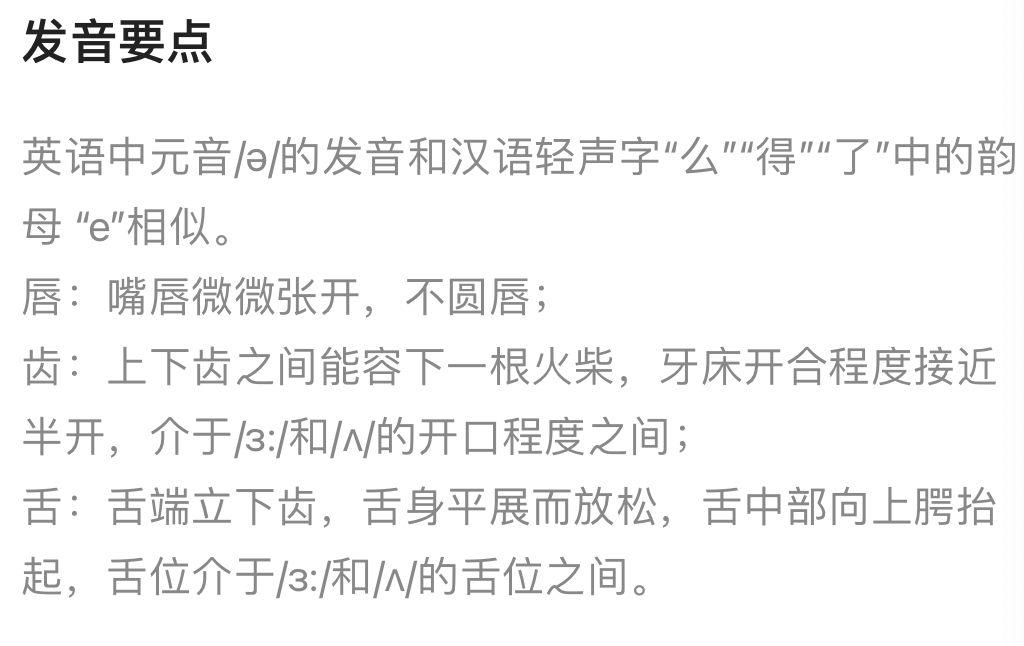 发音要点
英语中元音/ə/的发音和汉语轻声字“么”“得”“了”中的韵
母 “e”相似。
唇：嘴唇微微张开，不圆唇；
齿：上下齿之间能容下一根火柴，牙床开合程度接近
半开，介于/ɜ:/和/ʌ/的开口程度之间；
舌：舌端立下齿，舌身平展而放松，舌中部向上腭抬
起，舌位介于/ɜ:/和/ʌ/的舌位之间。